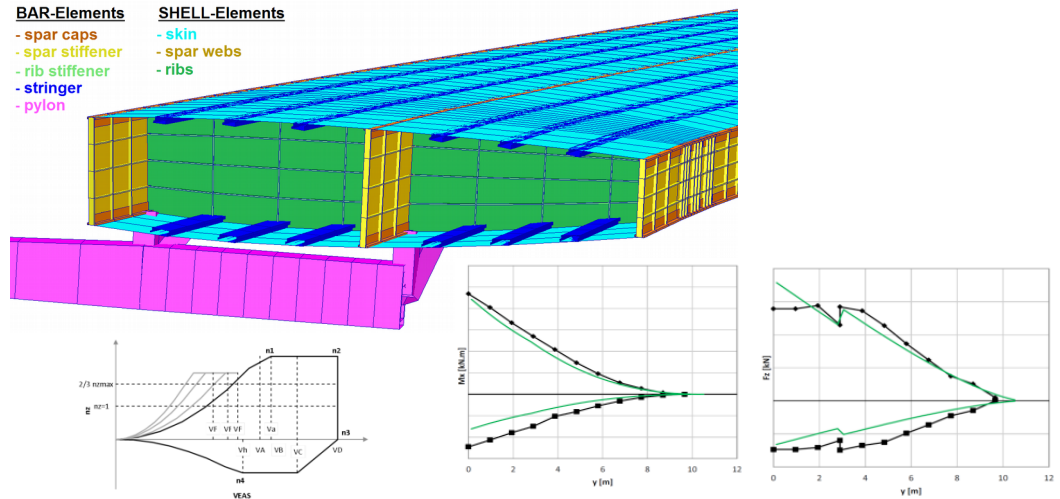 BAR-Elements
- spar caps
- spar stiffener
- rib stiffener
- stringer
- pylon
SHELL-Elements
- skin
- spar webs
- ribs
n1
n2
2/3 nzmax
nz=1
nz
VF VF VF Va
Vh VA VB VC VD
n3
n4
VEAS
Mx [kN.m]
0 2 4 6 8 10 12
y [m]
Fz [kN]
0 2 4 6 8 10 12
y [m]